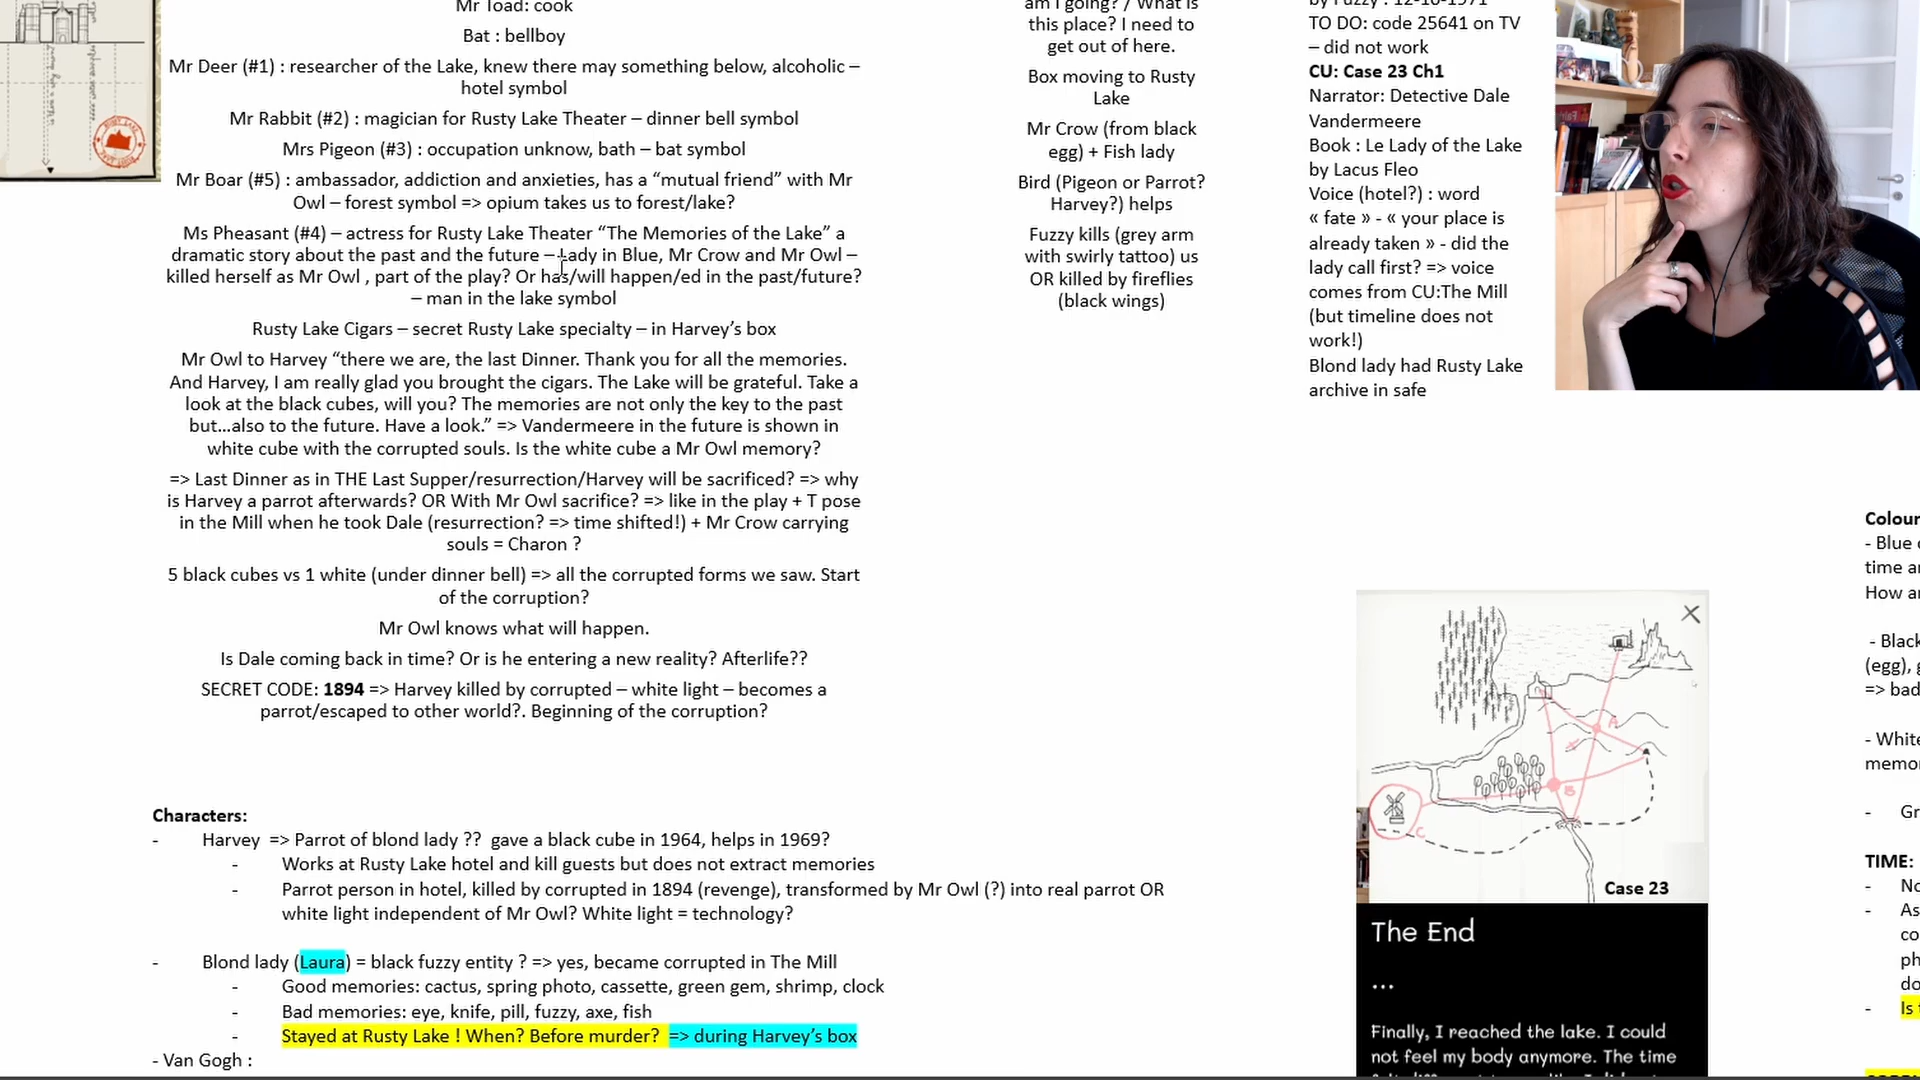 Mr Toad: cook
Bat : bellboy
Mr Deer (#1) : researcher of the Lake, knew there may something below, alcoholic –
hotel symbol
Mr Rabbit (#2) : magician for Rusty Lake Theater – dinner bell symbol
Mrs Pigeon (#3) : occupation unknow, bath – bat symbol
Mr Boar (#5) : ambassador, addiction and anxieties, has a “mutual friend” with Mr
Owl – forest symbol => opium takes us to forest/lake?
Ms Pheasant (#4) – actress for Rusty Lake Theater “The Memories of the Lake” a
dramatic story about the past and the future – Lady in Blue, Mr Crow and Mr Owl –
killed herself as Mr Owl , part of the play? Or has/will happen/ed in the past/future?
– man in the lake symbol
Rusty Lake Cigars – secret Rusty Lake specialty – in Harvey’s box
Mr Owl to Harvey “there we are, the last Dinner. Thank you for all the memories.
And Harvey, I am really glad you brought the cigars. The Lake will be grateful. Take a
look at the black cubes, will you? The memories are not only the key to the past
but…also to the future. Have a look.” => Vandermeere in the future is shown in
white cube with the corrupted souls. Is the white cube a Mr Owl memory?
=> Last Dinner as in THE Last Supper/resurrection/Harvey will be sacrificed? => why
is Harvey a parrot afterwards? OR With Mr Owl sacrifice? => like in the play + T pose
in the Mill when he took Dale (resurrection? => time shifted!) + Mr Crow carrying
souls = Charon ?
5 black cubes vs 1 white (under dinner bell) => all the corrupted forms we saw. Start
of the corruption?
Mr Owl knows what will happen.
Is Dale coming back in time? Or is he entering a new reality? Afterlife??
SECRET CODE: 1894 => Harvey killed by corrupted – white light – becomes a
parrot/escaped to other world?. Beginning of the corruption?
am I going? / What is
this place? I need to
get out of here.
Box moving to Rusty
Lake
Mr Crow (from black
egg) + Fish lady
Bird (Pigeon or Parrot?
Harvey?) helps
Fuzzy kills (grey arm
with swirly tattoo) us
OR killed by fireflies
(black wings)
by Fuzzy : 12-10-1971
TO DO: code 25641 on TV
– did not work
CU: Case 23 Ch1
Narrator: Detective Dale
Vandermeere
Book : Le Lady of the Lake
by Lacus Fleo
Voice (hotel?) : word
« fate » - « your place is
already taken » - did the
lady call first? => voice
comes from CU:The Mill
(but timeline does not
work!)
Blond lady had Rusty Lake
archive in safe
Characters:
- Harvey => Parrot of blond lady ?? gave a black cube in 1964, helps in 1969?
- Works at Rusty Lake hotel and kill guests but does not extract memories
- Parrot person in hotel, killed by corrupted in 1894 (revenge), transformed by Mr Owl (?) into real parrot OR
white light independent of Mr Owl? White light = technology?
- Blond lady (Laura) = black fuzzy entity ? => yes, became corrupted in The Mill
- Good memories: cactus, spring photo, cassette, green gem, shrimp, clock
- Bad memories: eye, knife, pill, fuzzy, axe, fish
- Stayed at Rusty Lake ! When? Before murder? => during Harvey’s box
- Van Gogh :
A
B
C
Case 23
The End
...
Finally, I reached the lake. I could
not feel my body anymore. The time
Colour
- Blue
time
How
- Black
(egg),
=> bad
- White
memo
- Gr
TIME:
- No
- As
co
ph
do
- Is